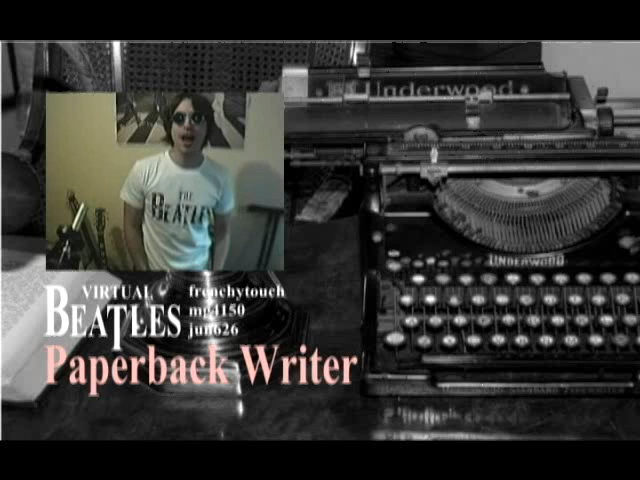 Underwood
THE
BEATLES
UNDERWOOD
VIRTUAL
BEATLES
frenchytouch
mg4150
jun626
Paperback Writer